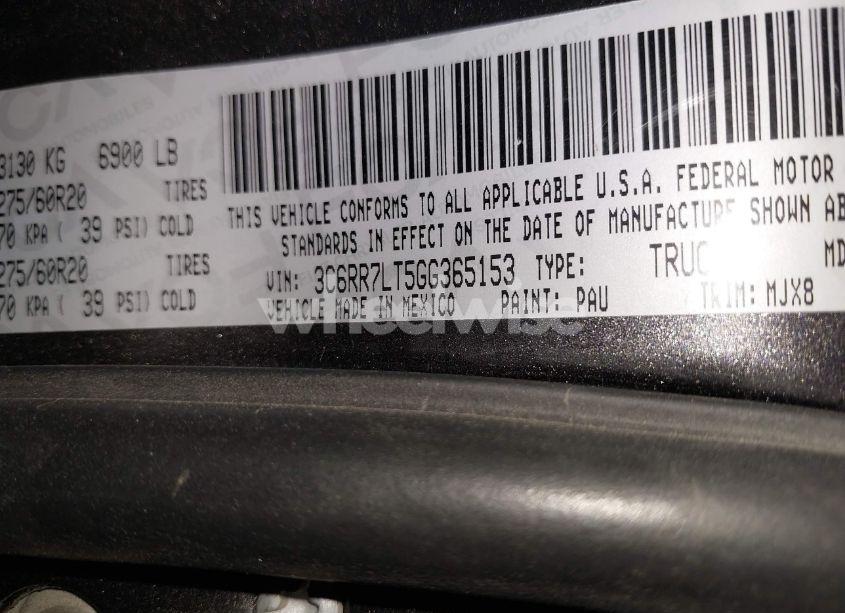 3130 KG 6900 LB
275/60R20 TIRES
70 KPA ( 39 PSI) COLD
275/60R20 TIRES
70 KPA ( 39 PSI) COLD
THIS VEHICLE CONFORMS TO ALL APPLICABLE U.S.A. FEDERAL MOTOR
STANDARDS IN EFFECT ON THE DATE OF MANUFACTURE SHOWN AB
VIN: 3C6RR7LT5GG365153 TYPE: TRUC MD
VEHICLE MADE IN MEXICO PAINT: PAU TRIM: MJX8
wheelwise